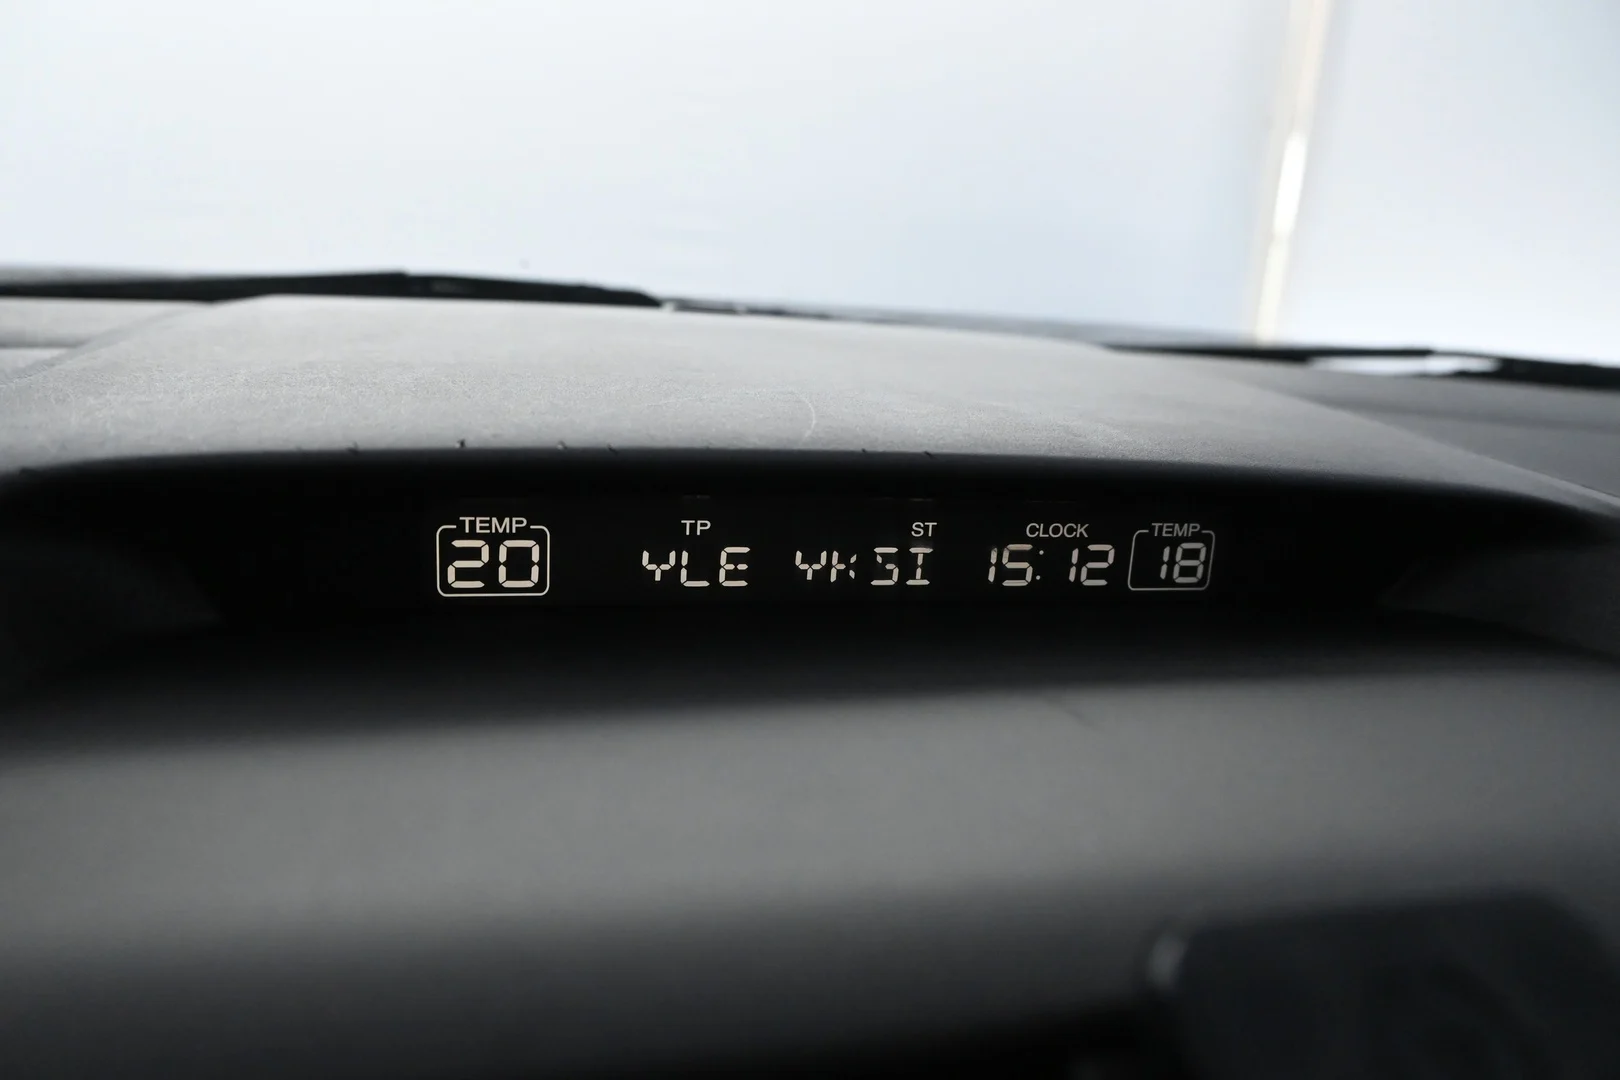 TEMP TP ST CLOCK TEMP
20 YLE YKSI 15:12 18